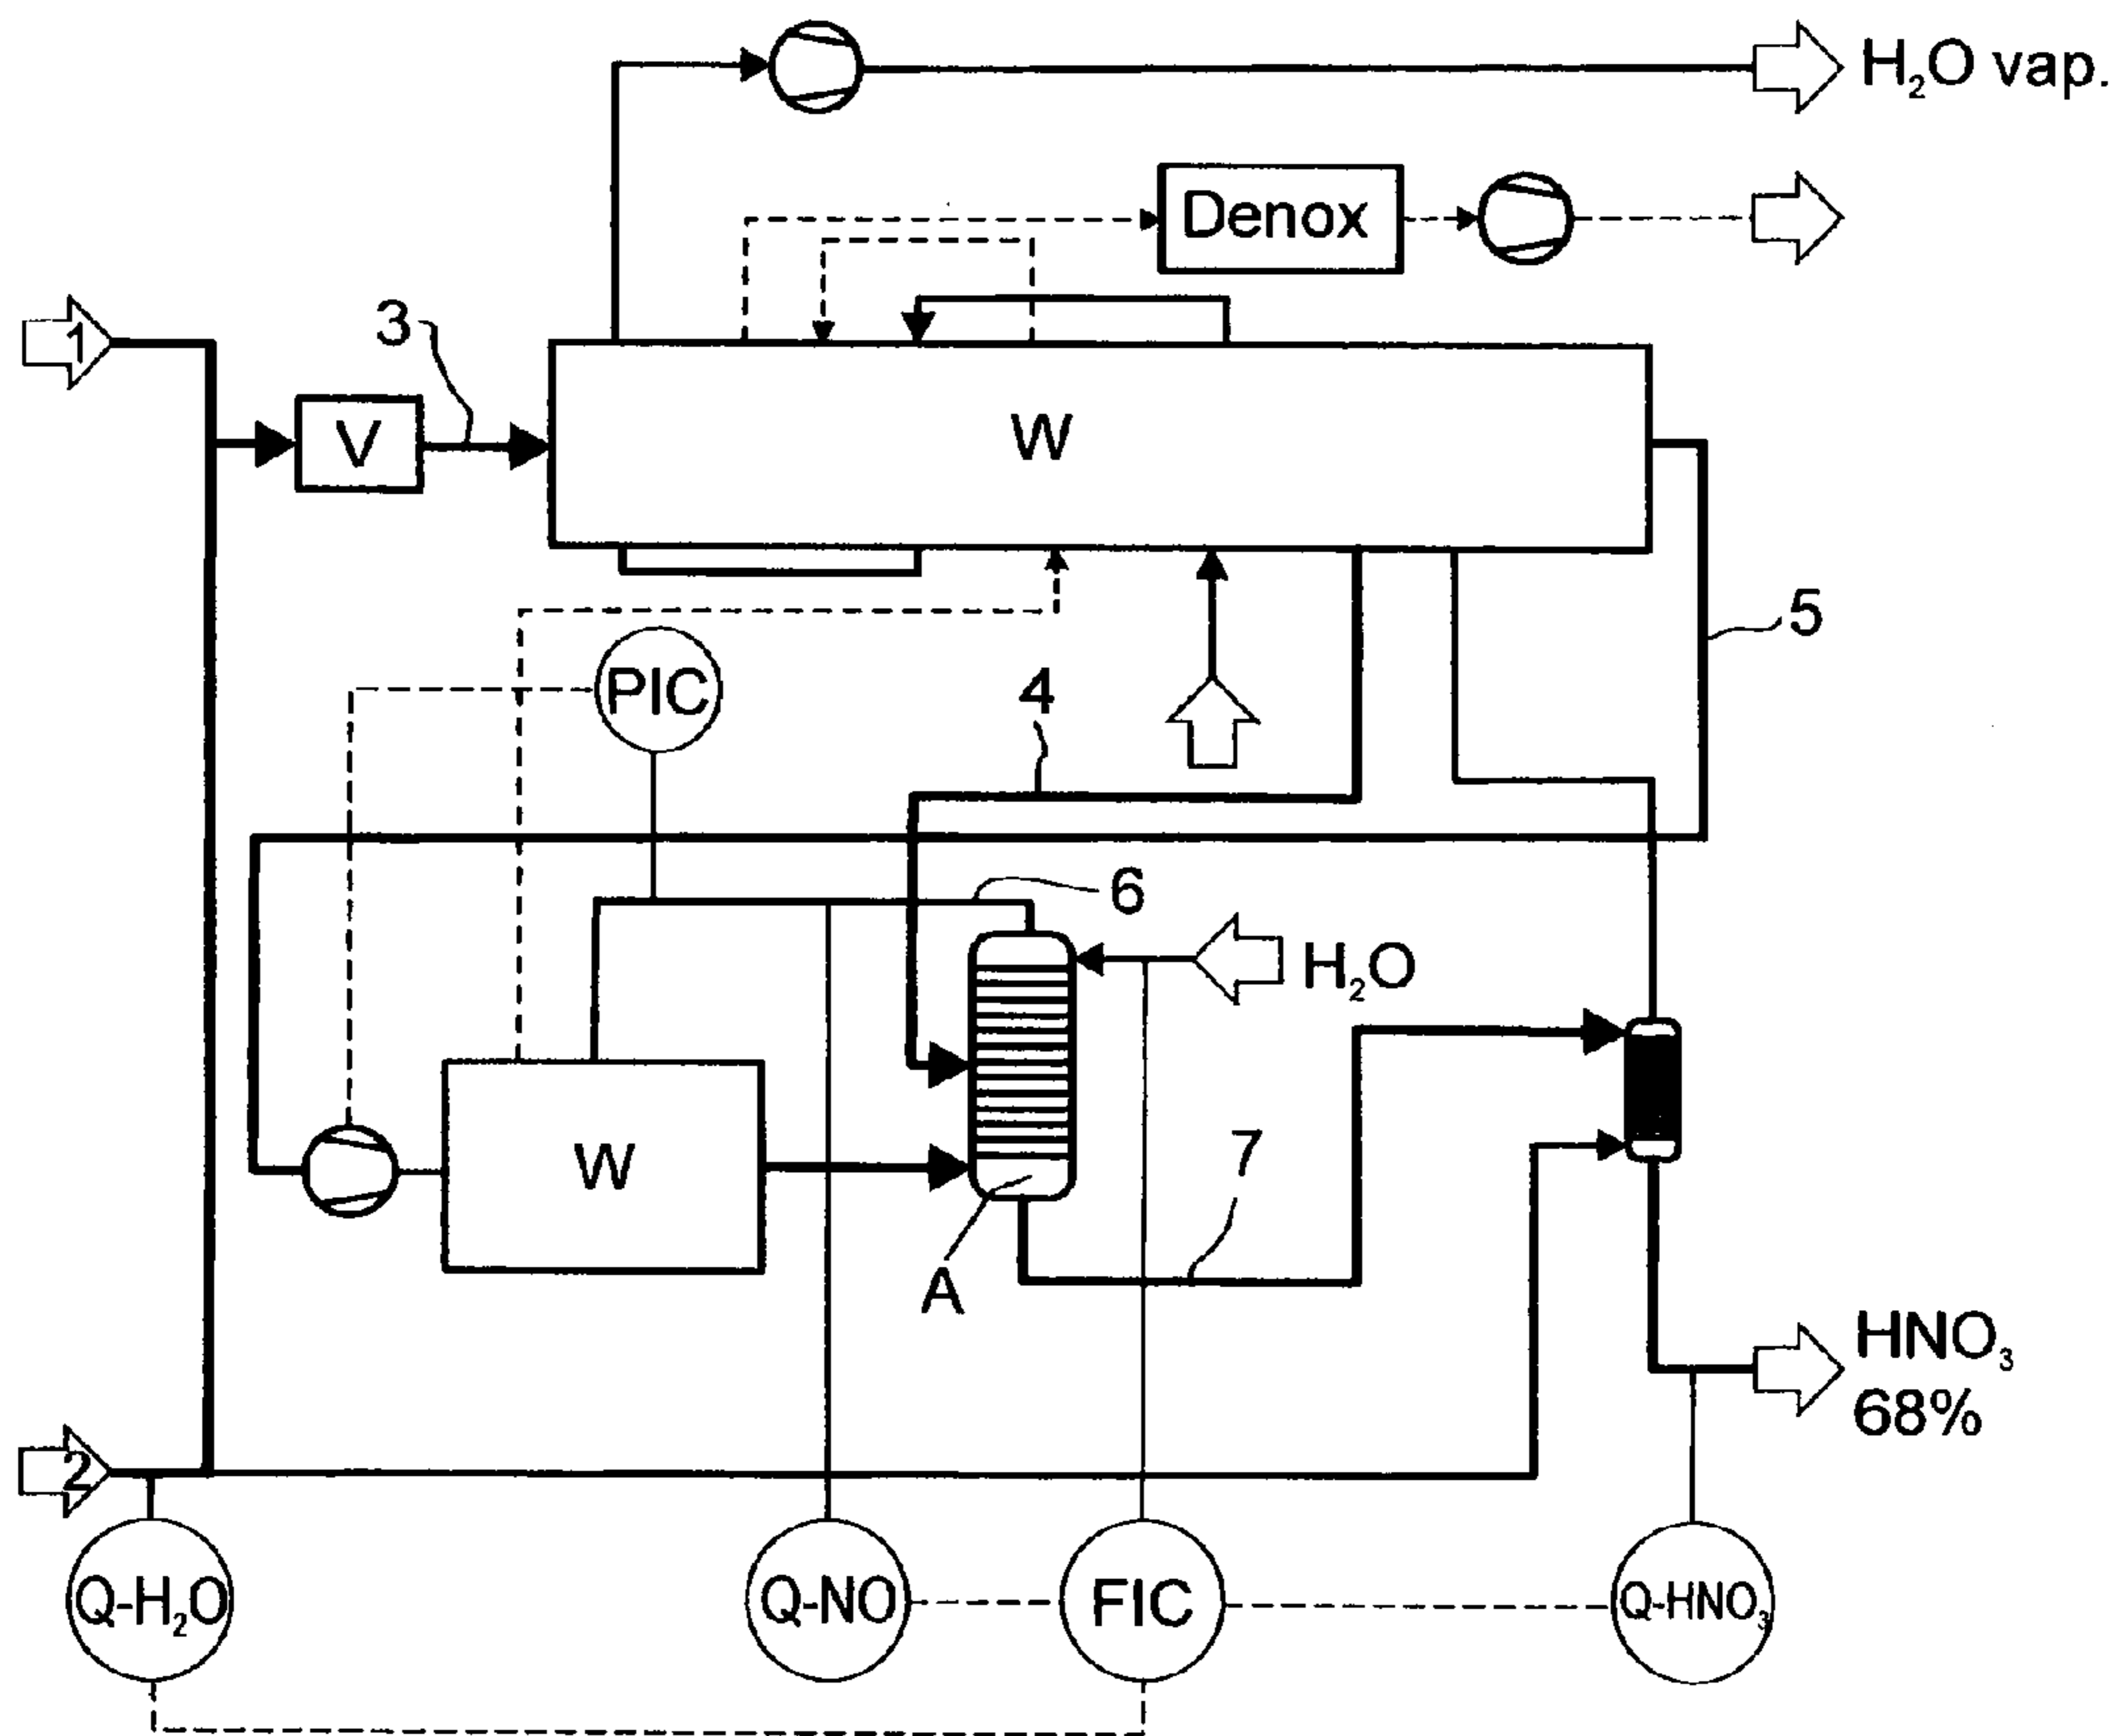 H₂O vap.
Denox
1
3
V
W
5
PIC
4
6
H₂O
W
7
A
HNO₃
68%
2
Q-H₂O
Q-NO
FIC
Q-HNO₃